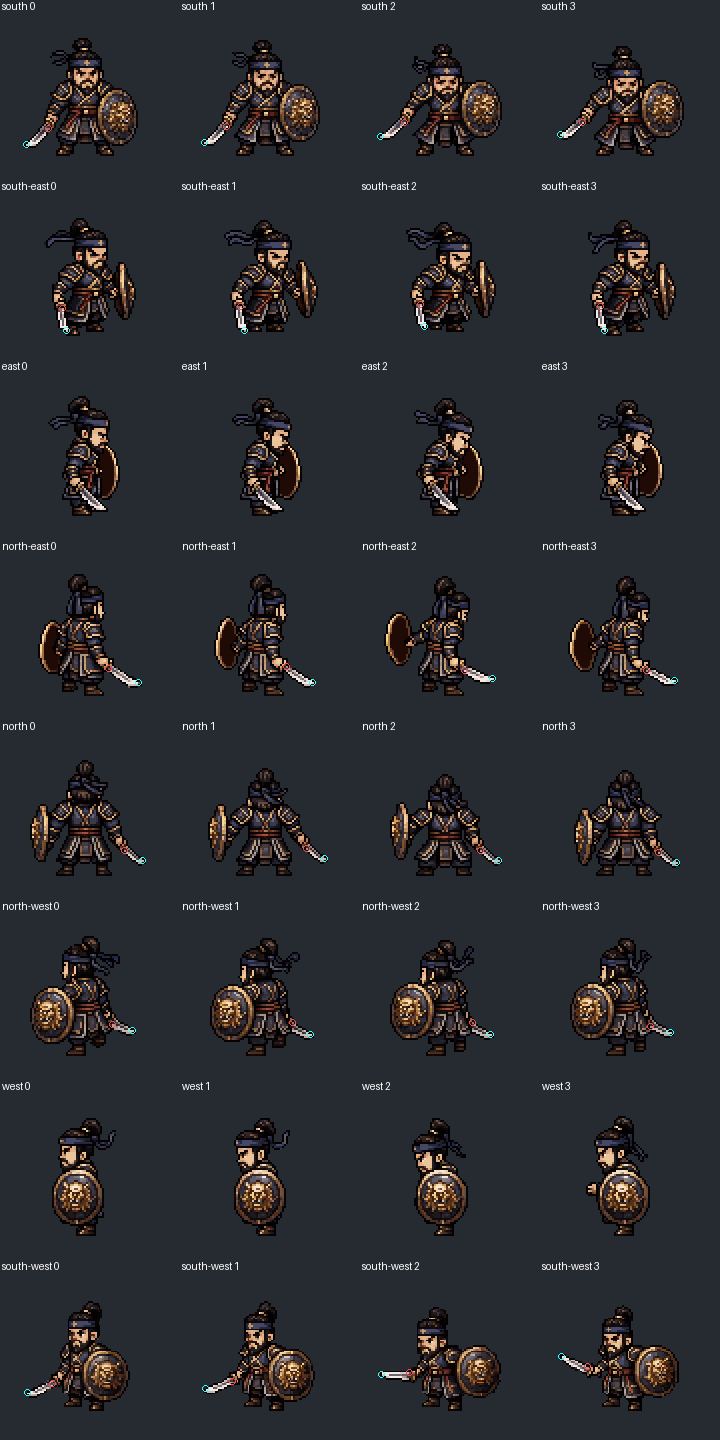 south 0 south 1 south 2 south 3
south-east 0 south-east 1 south-east 2 south-east 3
east 0 east 1 east 2 east 3
north-east 0 north-east 1 north-east 2 north-east 3
north 0 north 1 north 2 north 3
north-west 0 north-west 1 north-west 2 north-west 3
west 0 west 1 west 2 west 3
south-west 0 south-west 1 south-west 2 south-west 3